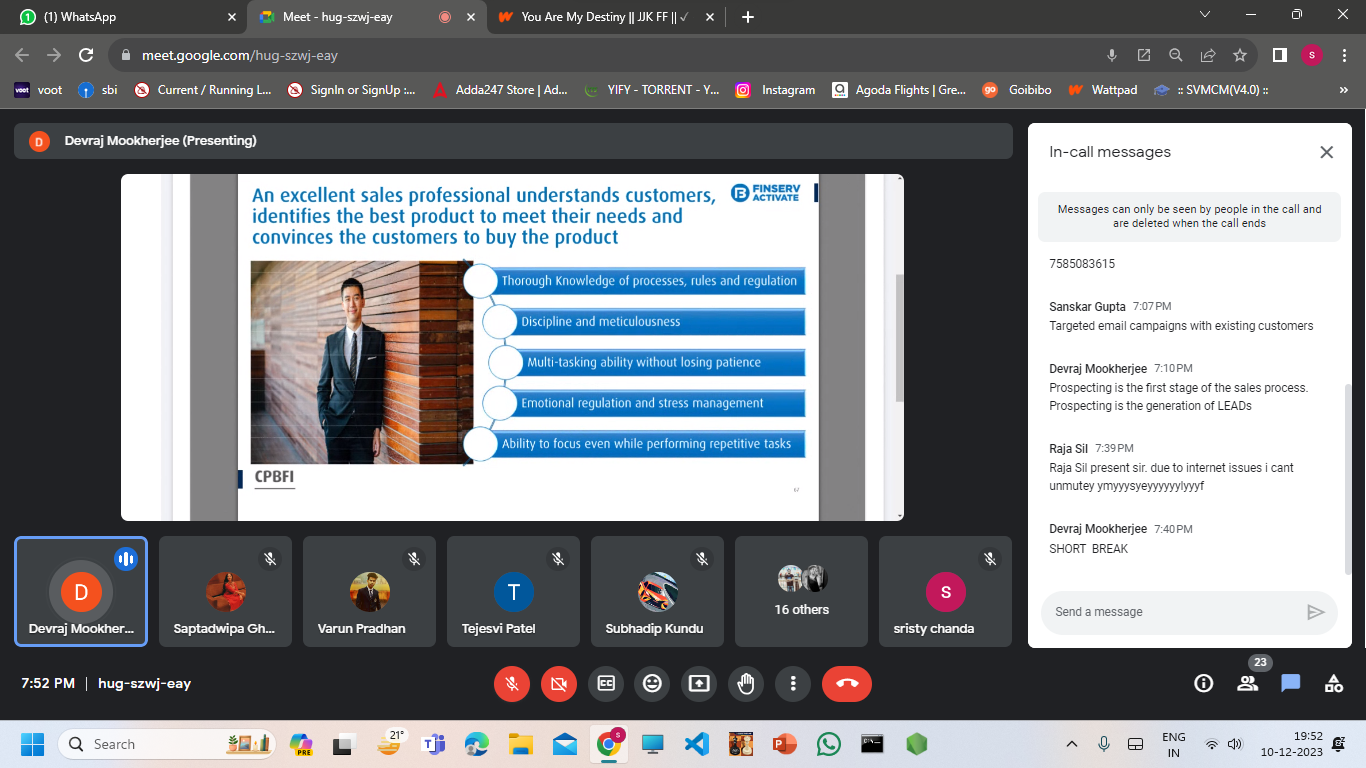 (1) WhatsApp
Meet - hug-szwj-eay
You Are My Destiny || JJK FF || ✓
meet.google.com/hug-szwj-eay
S
voot
voot
sbi
Current / Running L...
SignIn or SignUp :...
Adda247 Store | Ad...
YIFY - TORRENT - Y...
Instagram
Agoda Flights | Gre...
go
Goibibo
Wattpad
:: SVMCM(V4.0) ::
»
D
Devraj Mookherjee (Presenting)
An excellent sales professional understands customers,
identifies the best product to meet their needs and
convinces the customers to buy the product
FINSERV
ACTIVATE
Thorough Knowledge of processes, rules and regulation
Discipline and meticulousness
Multi-tasking ability without losing patience
Emotional regulation and stress management
Ability to focus even while performing repetitive tasks
CPBFI
In-call messages
Messages can only be seen by people in the call and
are deleted when the call ends
7585083615
Sanskar Gupta 7:07 PM
Targeted email campaigns with existing customers
Devraj Mookherjee 7:10 PM
Prospecting is the first stage of the sales process.
Prospecting is the generation of LEADs
Raja Sil 7:39 PM
Raja Sil present sir. due to internet issues i cant
unmutey ymyyysyeyyyyyylyyyf
Devraj Mookherjee 7:40 PM
SHORT BREAK
Send a message
D
Devraj Mookher...
Saptadwipa Gh...
Varun Pradhan
T
Tejesvi Patel
Subhadip Kundu
16 others
s
sristy chanda
7:52 PM | hug-szwj-eay
CC
23
Search
PRE
21°
S
ENG
IN
19:52
10-12-2023